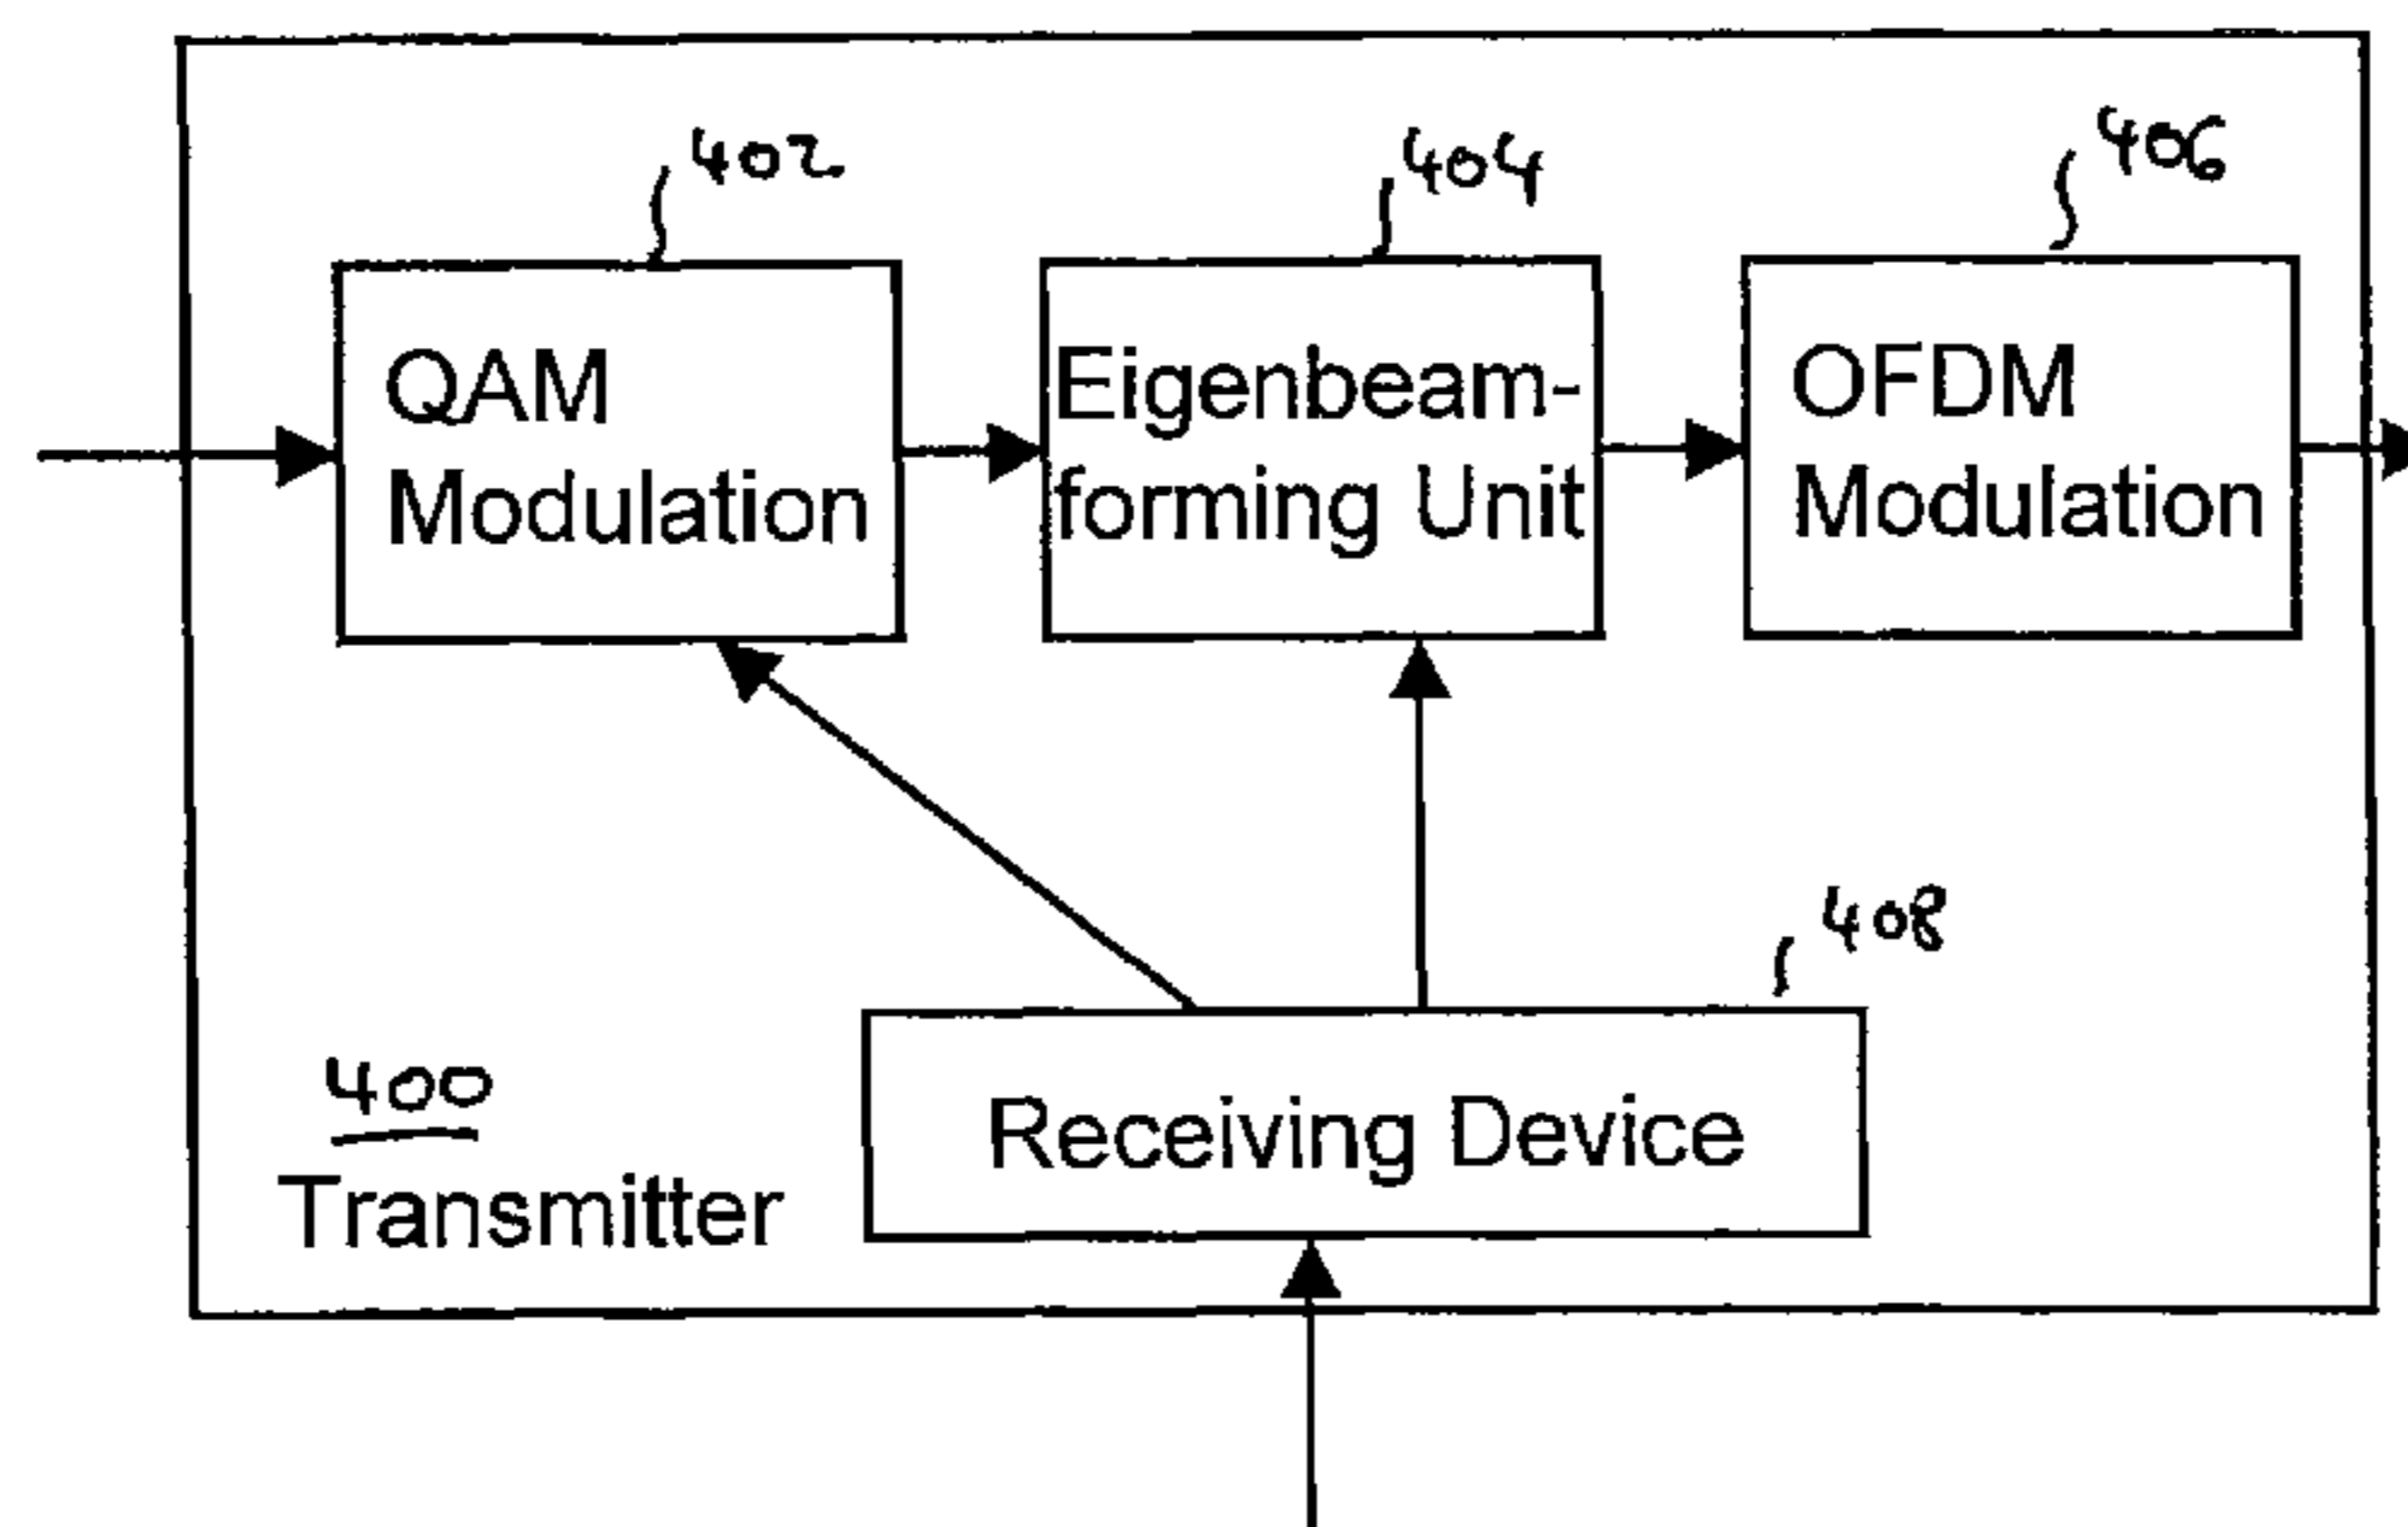 402
404
406
QAM
Modulation
Eigenbeam-
forming Unit
OFDM
Modulation
408
400
Transmitter
Receiving Device